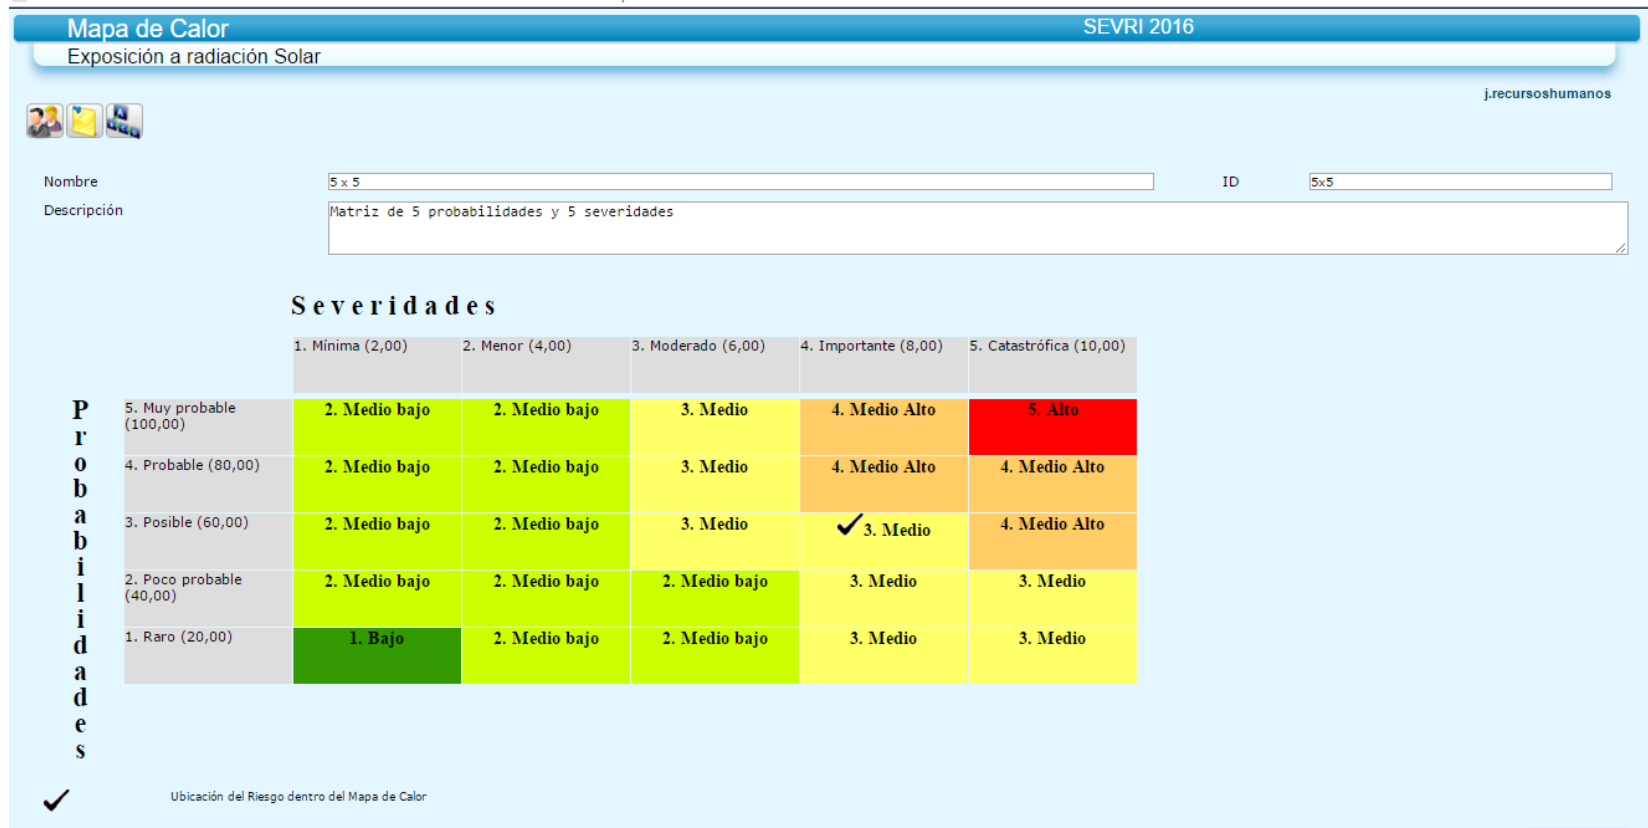 Mapa de Calor SEVRI 2016
Exposición a radiación Solar
j.recursoshumanos
Nombre 5 x 5 ID 5x5
Descripción Matriz de 5 probabilidades y 5 severidades
Severidades
1. Mínima (2,00) 2. Menor (4,00) 3. Moderado (6,00) 4. Importante (8,00) 5. Catastrófica (10,00)
Probabilidades
5. Muy probable (100,00) 2. Medio bajo 2. Medio bajo 3. Medio 4. Medio Alto 5. Alto
4. Probable (80,00) 2. Medio bajo 2. Medio bajo 3. Medio 4. Medio Alto 4. Medio Alto
3. Posible (60,00) 2. Medio bajo 2. Medio bajo 3. Medio 3. Medio 4. Medio Alto
2. Poco probable (40,00) 2. Medio bajo 2. Medio bajo 2. Medio bajo 3. Medio 3. Medio
1. Raro (20,00) 1. Bajo 2. Medio bajo 2. Medio bajo 3. Medio 3. Medio
Ubicación del Riesgo dentro del Mapa de Calor